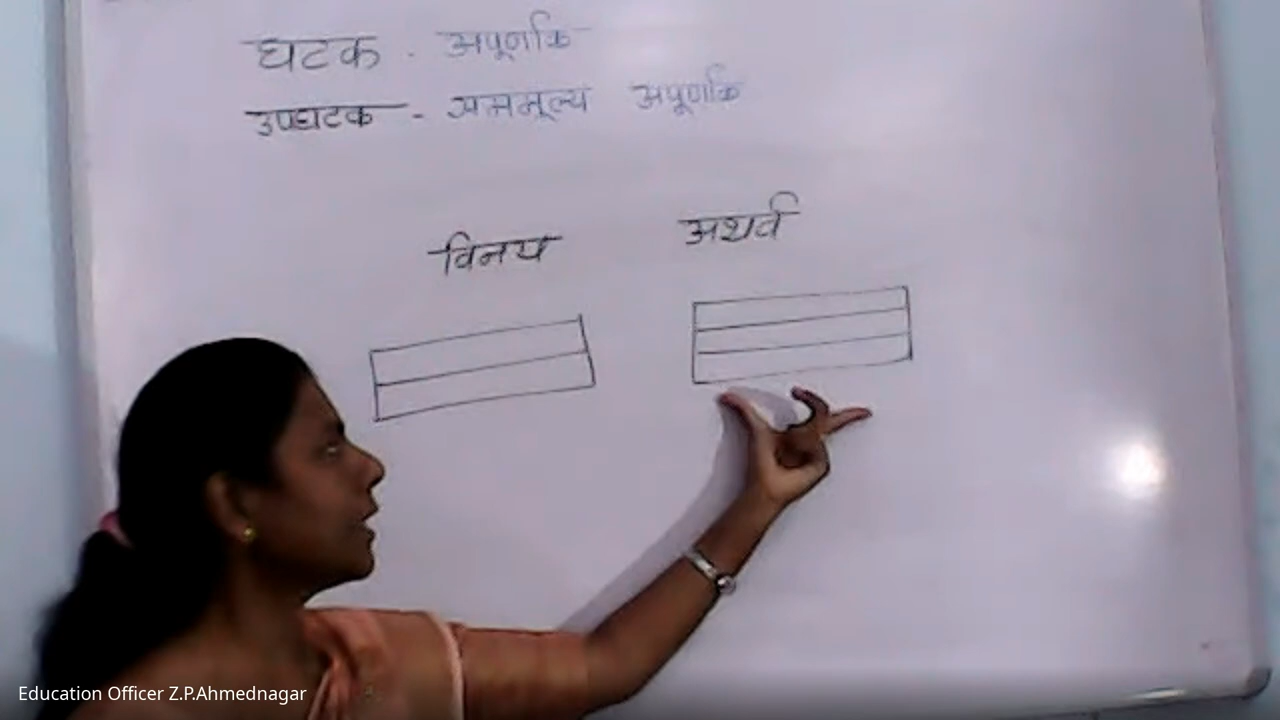 घटक - अपूर्णांक
उपघटक - सममूल्य अपूर्णांक
विनय अथर्व
Education Officer Z.P.Ahmednagar